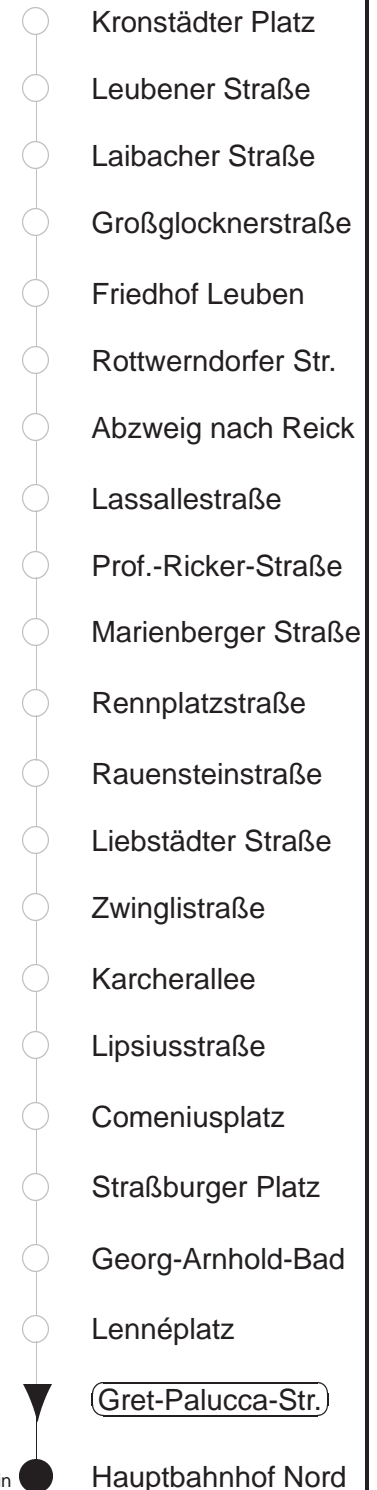 Kronstädter Platz
Leubener Straße
Laibacher Straße
Großglocknerstraße
Friedhof Leuben
Rottwerndorfer Str.
Abzweig nach Reick
Lassallestraße
Prof.-Ricker-Straße
Marienberger Straße
Rennplatzstraße
Rauensteinstraße
Liebstädter Straße
Zwinglistraße
Karcherallee
Lipsiusstraße
Comeniusplatz
Straßburger Platz
Georg-Arnhold-Bad
Lennéplatz
Gret-Palucca-Str.
Hauptbahnhof Nord